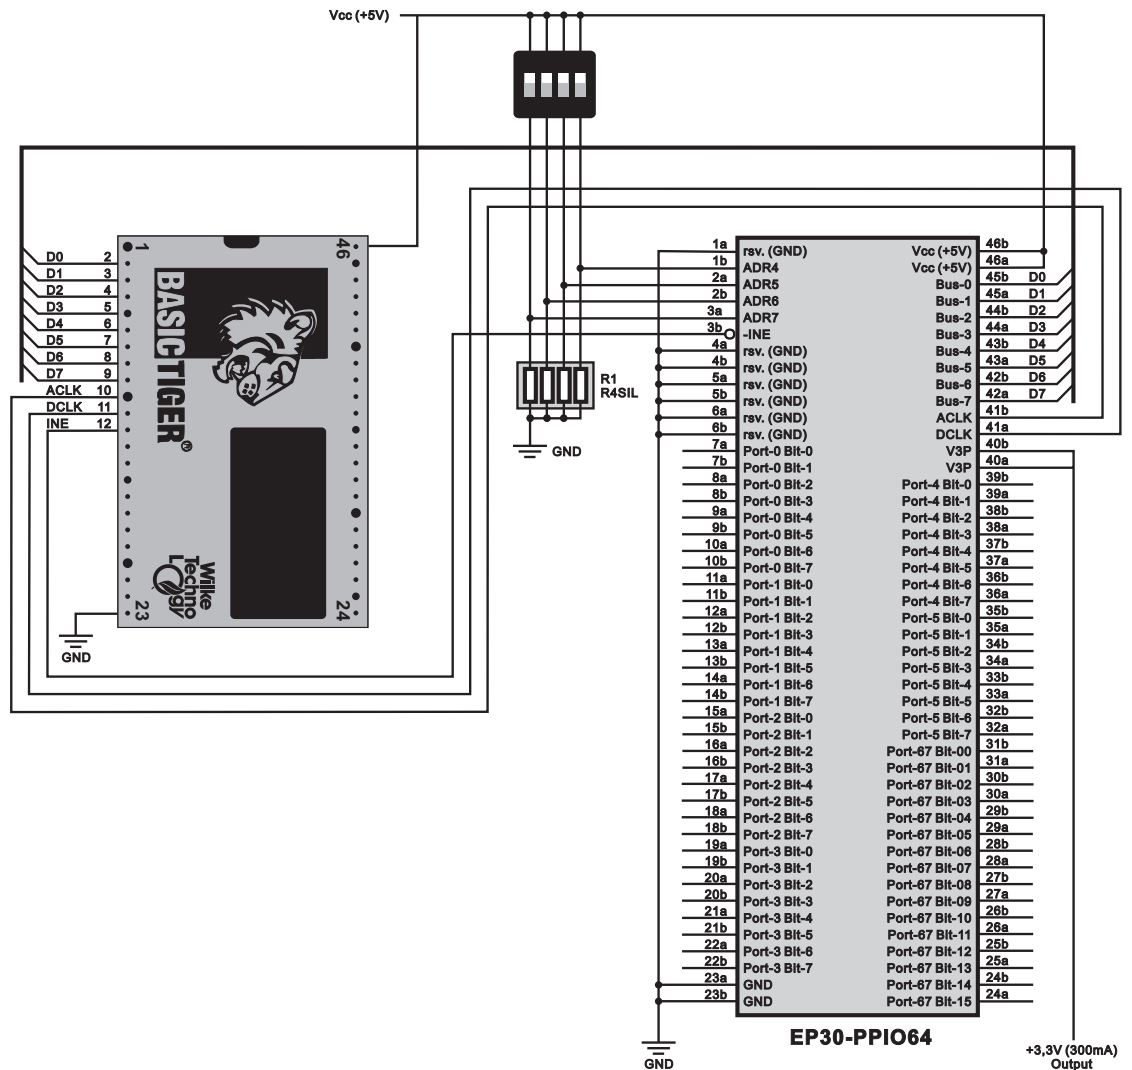 Vcc (+5V)
1
46
D0 2
D1 3
D2 4
D3 5
D4 6
D5 7
D6 8
D7 9
ACLK 10
DCLK 11
INE 12
BASICTIGER®
Wilke
Techno
Logy
23
24
GND
R1
R4SIL
GND
1a rsv. (GND) Vcc (+5V) 46b
1b ADR4 Vcc (+5V) 46a
2a ADR5 Bus-0 45b D0
2b ADR6 Bus-1 45a D1
3a ADR7 Bus-2 44b D2
3b -INE Bus-3 44a D3
4a rsv. (GND) Bus-4 43b D4
4b rsv. (GND) Bus-5 43a D5
5a rsv. (GND) Bus-6 42b D6
5b rsv. (GND) Bus-7 42a D7
6a rsv. (GND) ACLK 41b
6b rsv. (GND) DCLK 41a
7a Port-0 Bit-0 V3P 40b
7b Port-0 Bit-1 V3P 40a
8a Port-0 Bit-2 Port-4 Bit-0 39b
8b Port-0 Bit-3 Port-4 Bit-1 39a
9a Port-0 Bit-4 Port-4 Bit-2 38b
9b Port-0 Bit-5 Port-4 Bit-3 38a
10a Port-0 Bit-6 Port-4 Bit-4 37b
10b Port-0 Bit-7 Port-4 Bit-5 37a
11a Port-1 Bit-0 Port-4 Bit-6 36b
11b Port-1 Bit-1 Port-4 Bit-7 36a
12a Port-1 Bit-2 Port-5 Bit-0 35b
12b Port-1 Bit-3 Port-5 Bit-1 35a
13a Port-1 Bit-4 Port-5 Bit-2 34b
13b Port-1 Bit-5 Port-5 Bit-3 34a
14a Port-1 Bit-6 Port-5 Bit-4 33b
14b Port-1 Bit-7 Port-5 Bit-5 33a
15a Port-2 Bit-0 Port-5 Bit-6 32b
15b Port-2 Bit-1 Port-5 Bit-7 32a
16a Port-2 Bit-2 Port-67 Bit-00 31b
16b Port-2 Bit-3 Port-67 Bit-01 31a
17a Port-2 Bit-4 Port-67 Bit-02 30b
17b Port-2 Bit-5 Port-67 Bit-03 30a
18a Port-2 Bit-6 Port-67 Bit-04 29b
18b Port-2 Bit-7 Port-67 Bit-05 29a
19a Port-3 Bit-0 Port-67 Bit-06 28b
19b Port-3 Bit-1 Port-67 Bit-07 28a
20a Port-3 Bit-2 Port-67 Bit-08 27b
20b Port-3 Bit-3 Port-67 Bit-09 27a
21a Port-3 Bit-4 Port-67 Bit-10 26b
21b Port-3 Bit-5 Port-67 Bit-11 26a
22a Port-3 Bit-6 Port-67 Bit-12 25b
22b Port-3 Bit-7 Port-67 Bit-13 25a
23a GND Port-67 Bit-14 24b
23b GND Port-67 Bit-15 24a
EP30-PPIO64
GND
+3,3V (300mA)
Output